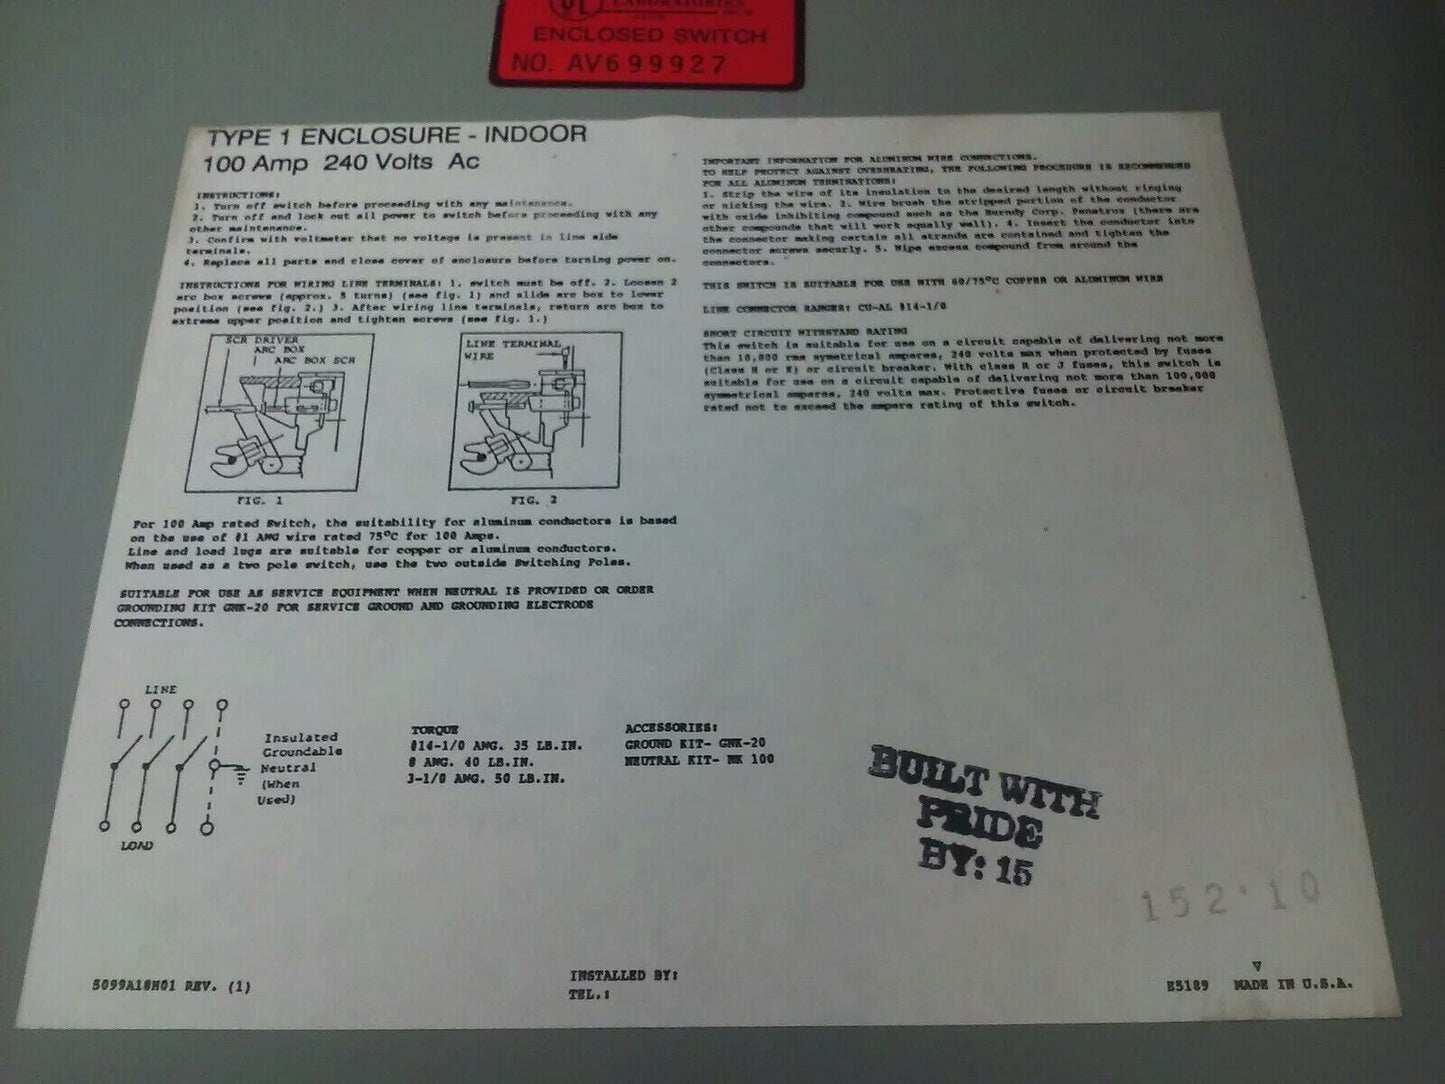 UL
LABORATORIES
ENCLOSED SWITCH
NO. AV699927
TYPE 1 ENCLOSURE - INDOOR
100 Amp 240 Volts Ac
INSTRUCTIONS:
1. Turn off switch before proceeding with any maintenance.
2. Turn off and lock out all power to switch before proceeding with any
other maintenance.
3. Confirm with voltmeter that no voltage is present in line side
terminals.
4. Replace all parts and close cover of enclosure before turning power on.
INSTRUCTIONS FOR WIRING LINE TERMINALS: 1. switch must be off. 2. Loosen 2
arc box screws (approx. 5 turns) (see fig. 1) and slide arc box to lower
position (see fig. 2.) 3. After wiring line terminals, return arc box to
extreme upper position and tighten screws (see fig. 1.)
SCR DRIVER
ARC BOX
ARC BOX SCR
FIG. 1
LINE TERMINAL
WIRE
FIG. 2
For 100 Amp rated Switch, the suitability for aluminum conductors is based
on the use of #1 AWG wire rated 75°C for 100 Amps.
Line and load lugs are suitable for copper or aluminum conductors.
When used as a two pole switch, use the two outside Switching Poles.
SUITABLE FOR USE AS SERVICE EQUIPMENT WHEN NEUTRAL IS PROVIDED OR ORDER
GROUNDING KIT GNK-20 FOR SERVICE GROUND AND GROUNDING ELECTRODE
CONNECTIONS.
IMPORTANT INFORMATION FOR ALUMINUM WIRE CONNECTIONS.
TO HELP PROTECT AGAINST OVERHEATING, THE FOLLOWING PROCEDURE IS RECOMMENDED
FOR ALL ALUMINUM TERMINATIONS:
1. Strip the wire of its insulation to the desired length without ringing
or nicking the wire. 2. Wire brush the stripped portion of the conductor
with oxide inhibiting compound such as the Burndy Corp. Penetrox (there are
other compounds that will work equally well). 4. Insert the conductor into
the connector making certain all strands are contained and tighten the
connector screws securly. 5. Wipe excess compound from around the
connectors.
THIS SWITCH IS SUITABLE FOR USE WITH 60/75°C COPPER OR ALUMINUM WIRE
LINE CONNECTOR RANGES: CU-AL #14-1/0
SHORT CIRCUIT WITHSTAND RATING
This switch is suitable for use on a circuit capable of delivering not more
than 10,000 rms symetrical amperes, 240 volts max when protected by fuses
(Class H or K) or circuit breaker. With class R or J fuses, this switch is
suitable for use on a circuit capable of delivering not more than 100,000
symmetrical amperes, 240 volts max. Protective fuses or circuit breaker
rated not to exceed the ampere rating of this switch.
LINE
Insulated
Groundable
Neutral
(When
Used)
LOAD
TORQUE
#14-1/0 AWG. 35 LB.IN.
8 AWG. 40 LB.IN.
3-1/0 AWG. 50 LB.IN.
ACCESSORIES:
GROUND KIT- GNK-20
NEUTRAL KIT- NK 100
BUILT WITH
PRIDE
BY: 15
152·10
5099A18H01 REV. (1)
INSTALLED BY:
TEL.:
E5189 MADE IN U.S.A.